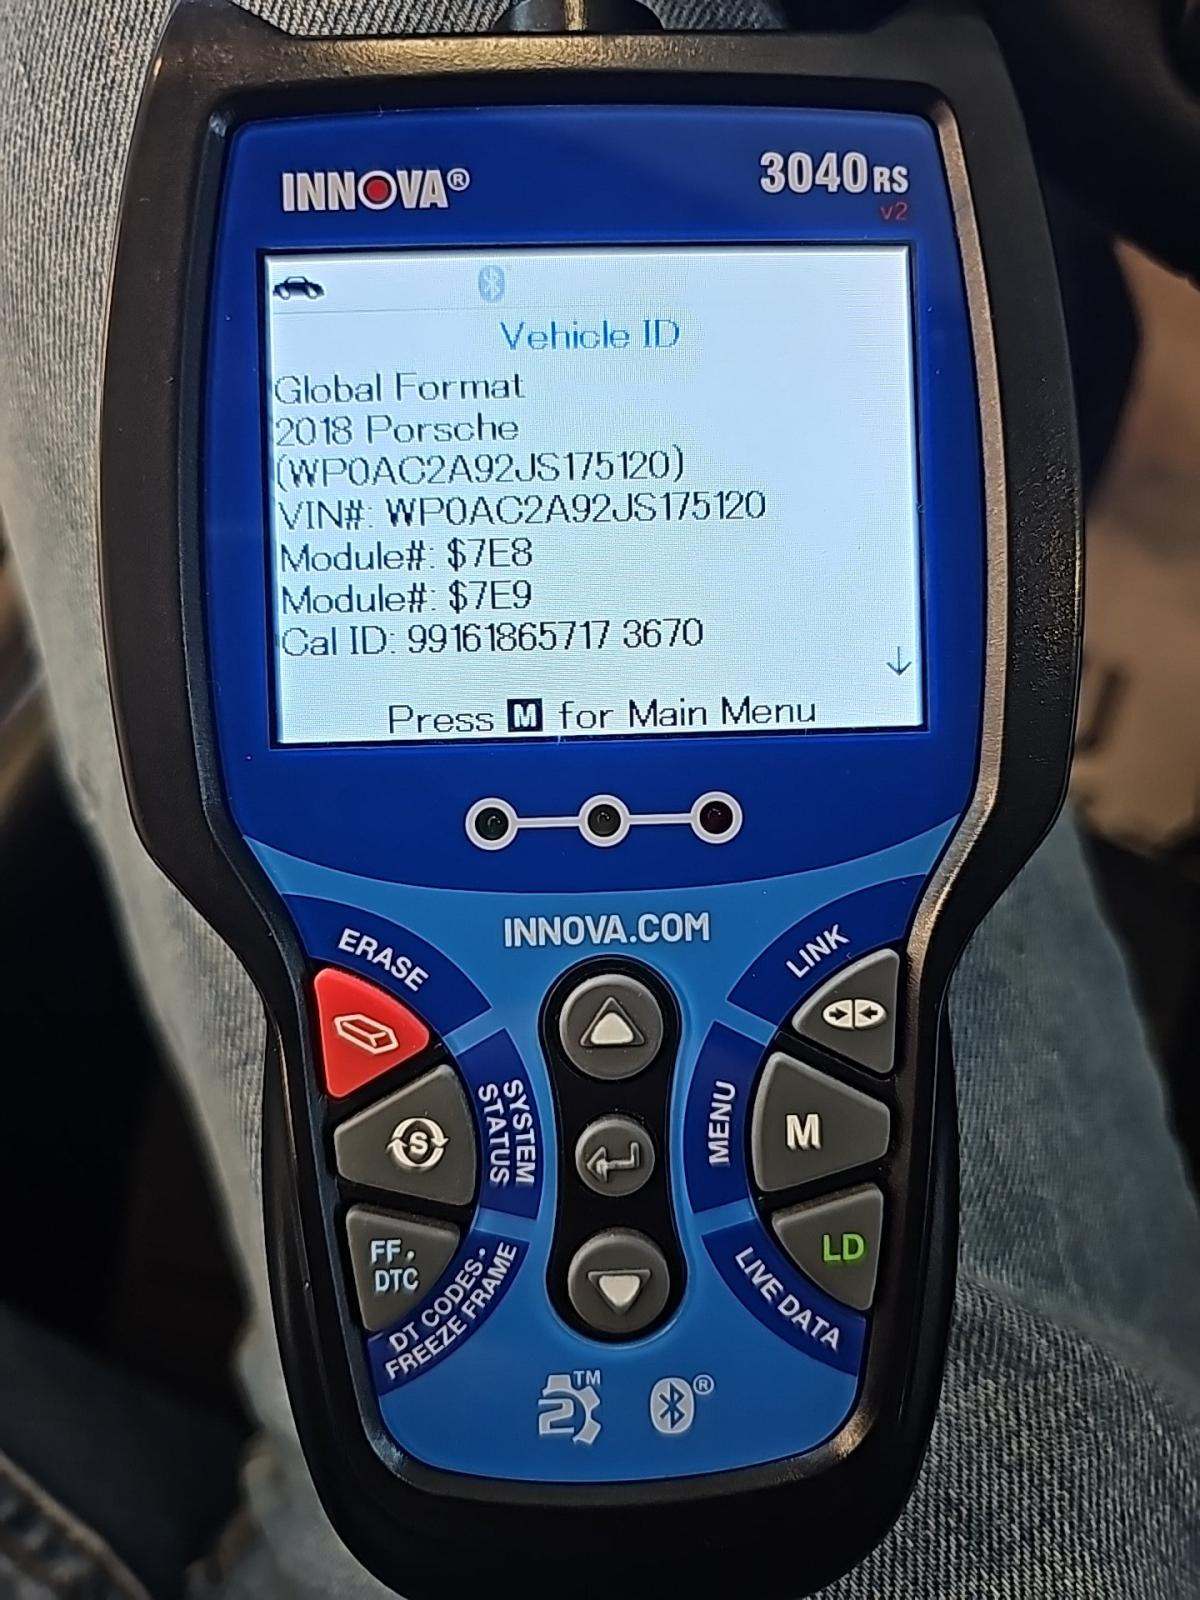 INNOVA®
3040RS
v2
Vehicle ID
Global Format
2018 Porsche
(WP0AC2A92JS175120)
VIN#: WP0AC2A92JS175120
Module#: $7E8
Module#: $7E9
Cal ID: 99161865717 3670
Press M for Main Menu
INNOVA.COM
ERASE
LINK
S
SYSTEM
STATUS
MENU
M
FF.
DTC
DT CODES•
FREEZE FRAME
LD
LIVE DATA
2™
®